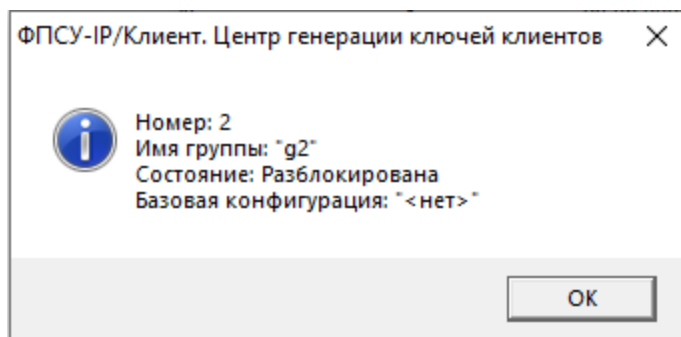 ФПСУ-IP/Клиент. Центр генерации ключей клиентов
Номер: 2
Имя группы: "g2"
Состояние: Разблокирована
Базовая конфигурация: "<нет>"
OK